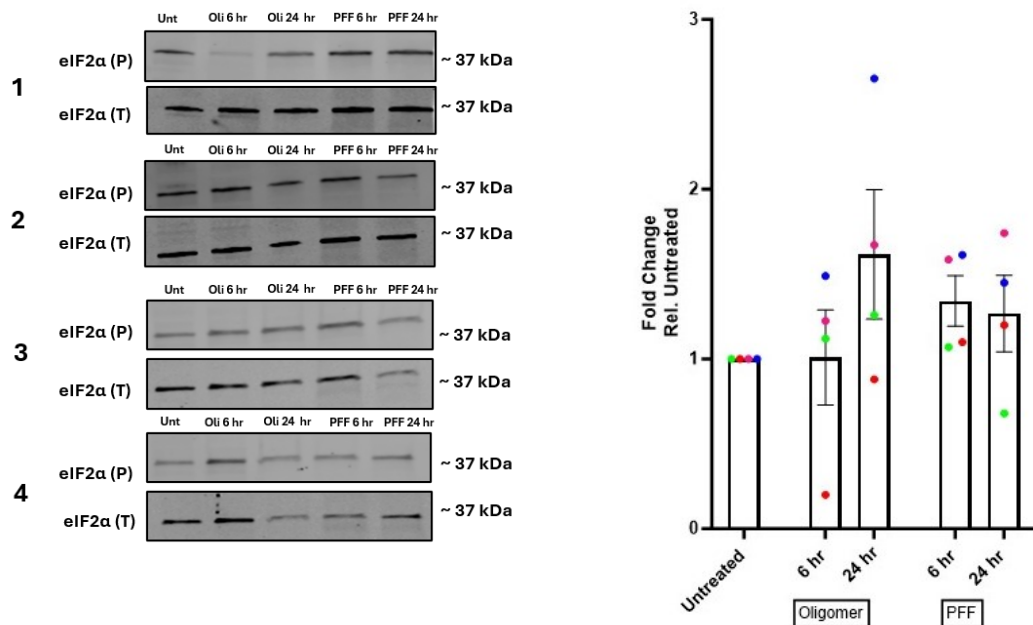 Unt Oli 6 hr Oli 24 hr PFF 6 hr PFF 24 hr
1
eIF2α (P) ~ 37 kDa
eIF2α (T) ~ 37 kDa
Unt Oli 6 hr Oli 24 hr PFF 6 hr PFF 24 hr
2
eIF2α (P) ~ 37 kDa
eIF2α (T) ~ 37 kDa
Unt Oli 6 hr Oli 24 hr PFF 6 hr PFF 24 hr
3
eIF2α (P) ~ 37 kDa
eIF2α (T) ~ 37 kDa
Unt Oli 6 hr Oli 24 hr PFF 6 hr PFF 24 hr
4
eIF2α (P) ~ 37 kDa
eIF2α (T) ~ 37 kDa
Fold Change
Rel. Untreated
3
2
1
0
Untreated 6 hr 24 hr 6 hr 24 hr
Oligomer PFF